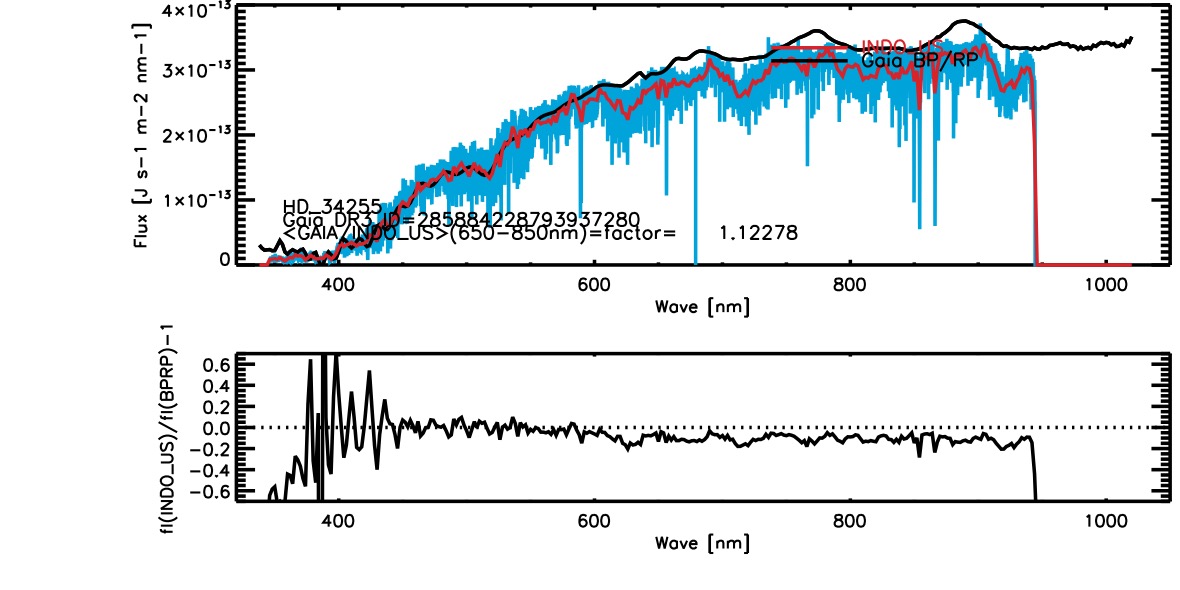 4×10−13
3×10−13
2×10−13
1×10−13
0
Flux [J s−1 m−2 nm−1]
INDO_US
Gaia BP/RP
HD_34255
Gaia DR3 ID=285884228793937280
<GAIA/INDO_US>(650−850nm)=factor= 1.12278
400 600 800 1000
Wave [nm]
fl(INDO_US)/fl(BPRP)−1
0.6
0.4
0.2
0.0
−0.2
−0.4
−0.6
400 600 800 1000
Wave [nm]